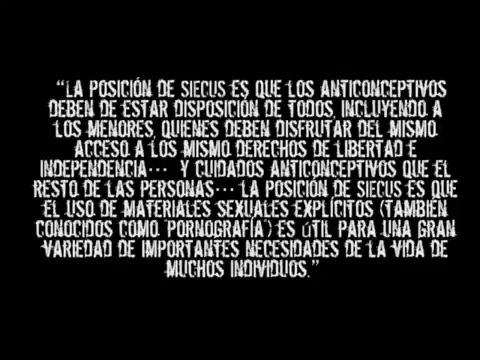 “LA POSICIÓN DE SIECUS ES QUE LOS ANTICONCEPTIVOS
DEBEN DE ESTAR DISPOSICIÓN DE TODOS, INCLUYENDO A
LOS MENORES, QUIENES DEBEN DISFRUTAR DEL MISMO
ACCESO A LOS MISMO DERECHOS DE LIBERTAD E
INDEPENDENCIA··· Y CUIDADOS ANTICONCEPTIVOS QUE EL
RESTO DE LAS PERSONAS··· LA POSICIÓN DE SIECUS ES QUE
EL USO DE MATERIALES SEXUALES EXPLÍCITOS (TAMBIÉN
CONOCIDOS COMO ‘PORNOGRAFÍA’) ES ÚTIL PARA UNA GRAN
VARIEDAD DE IMPORTANTES NECESIDADES DE LA VIDA DE
MUCHOS INDIVIDUOS.”